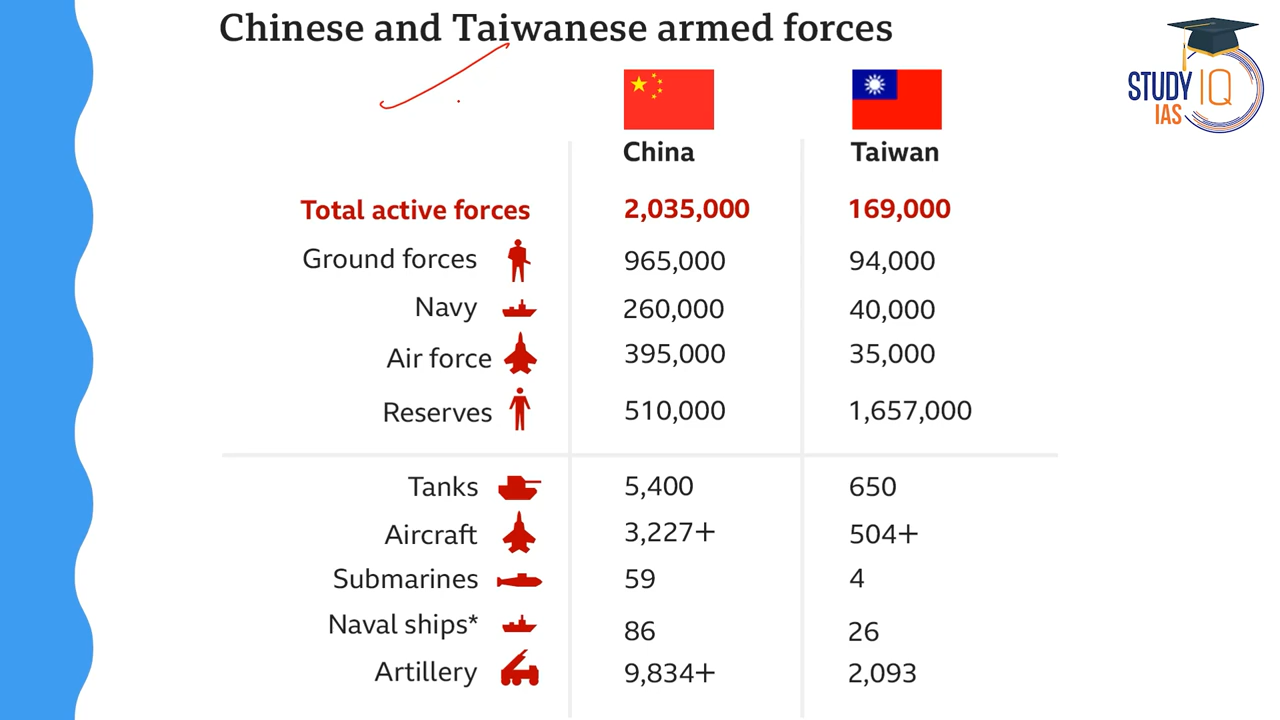 Chinese and Taiwanese armed forces
STUDY IQ
IAS
China Taiwan
Total active forces 2,035,000 169,000
Ground forces 965,000 94,000
Navy 260,000 40,000
Air force 395,000 35,000
Reserves 510,000 1,657,000
Tanks 5,400 650
Aircraft 3,227+ 504+
Submarines 59 4
Naval ships* 86 26
Artillery 9,834+ 2,093